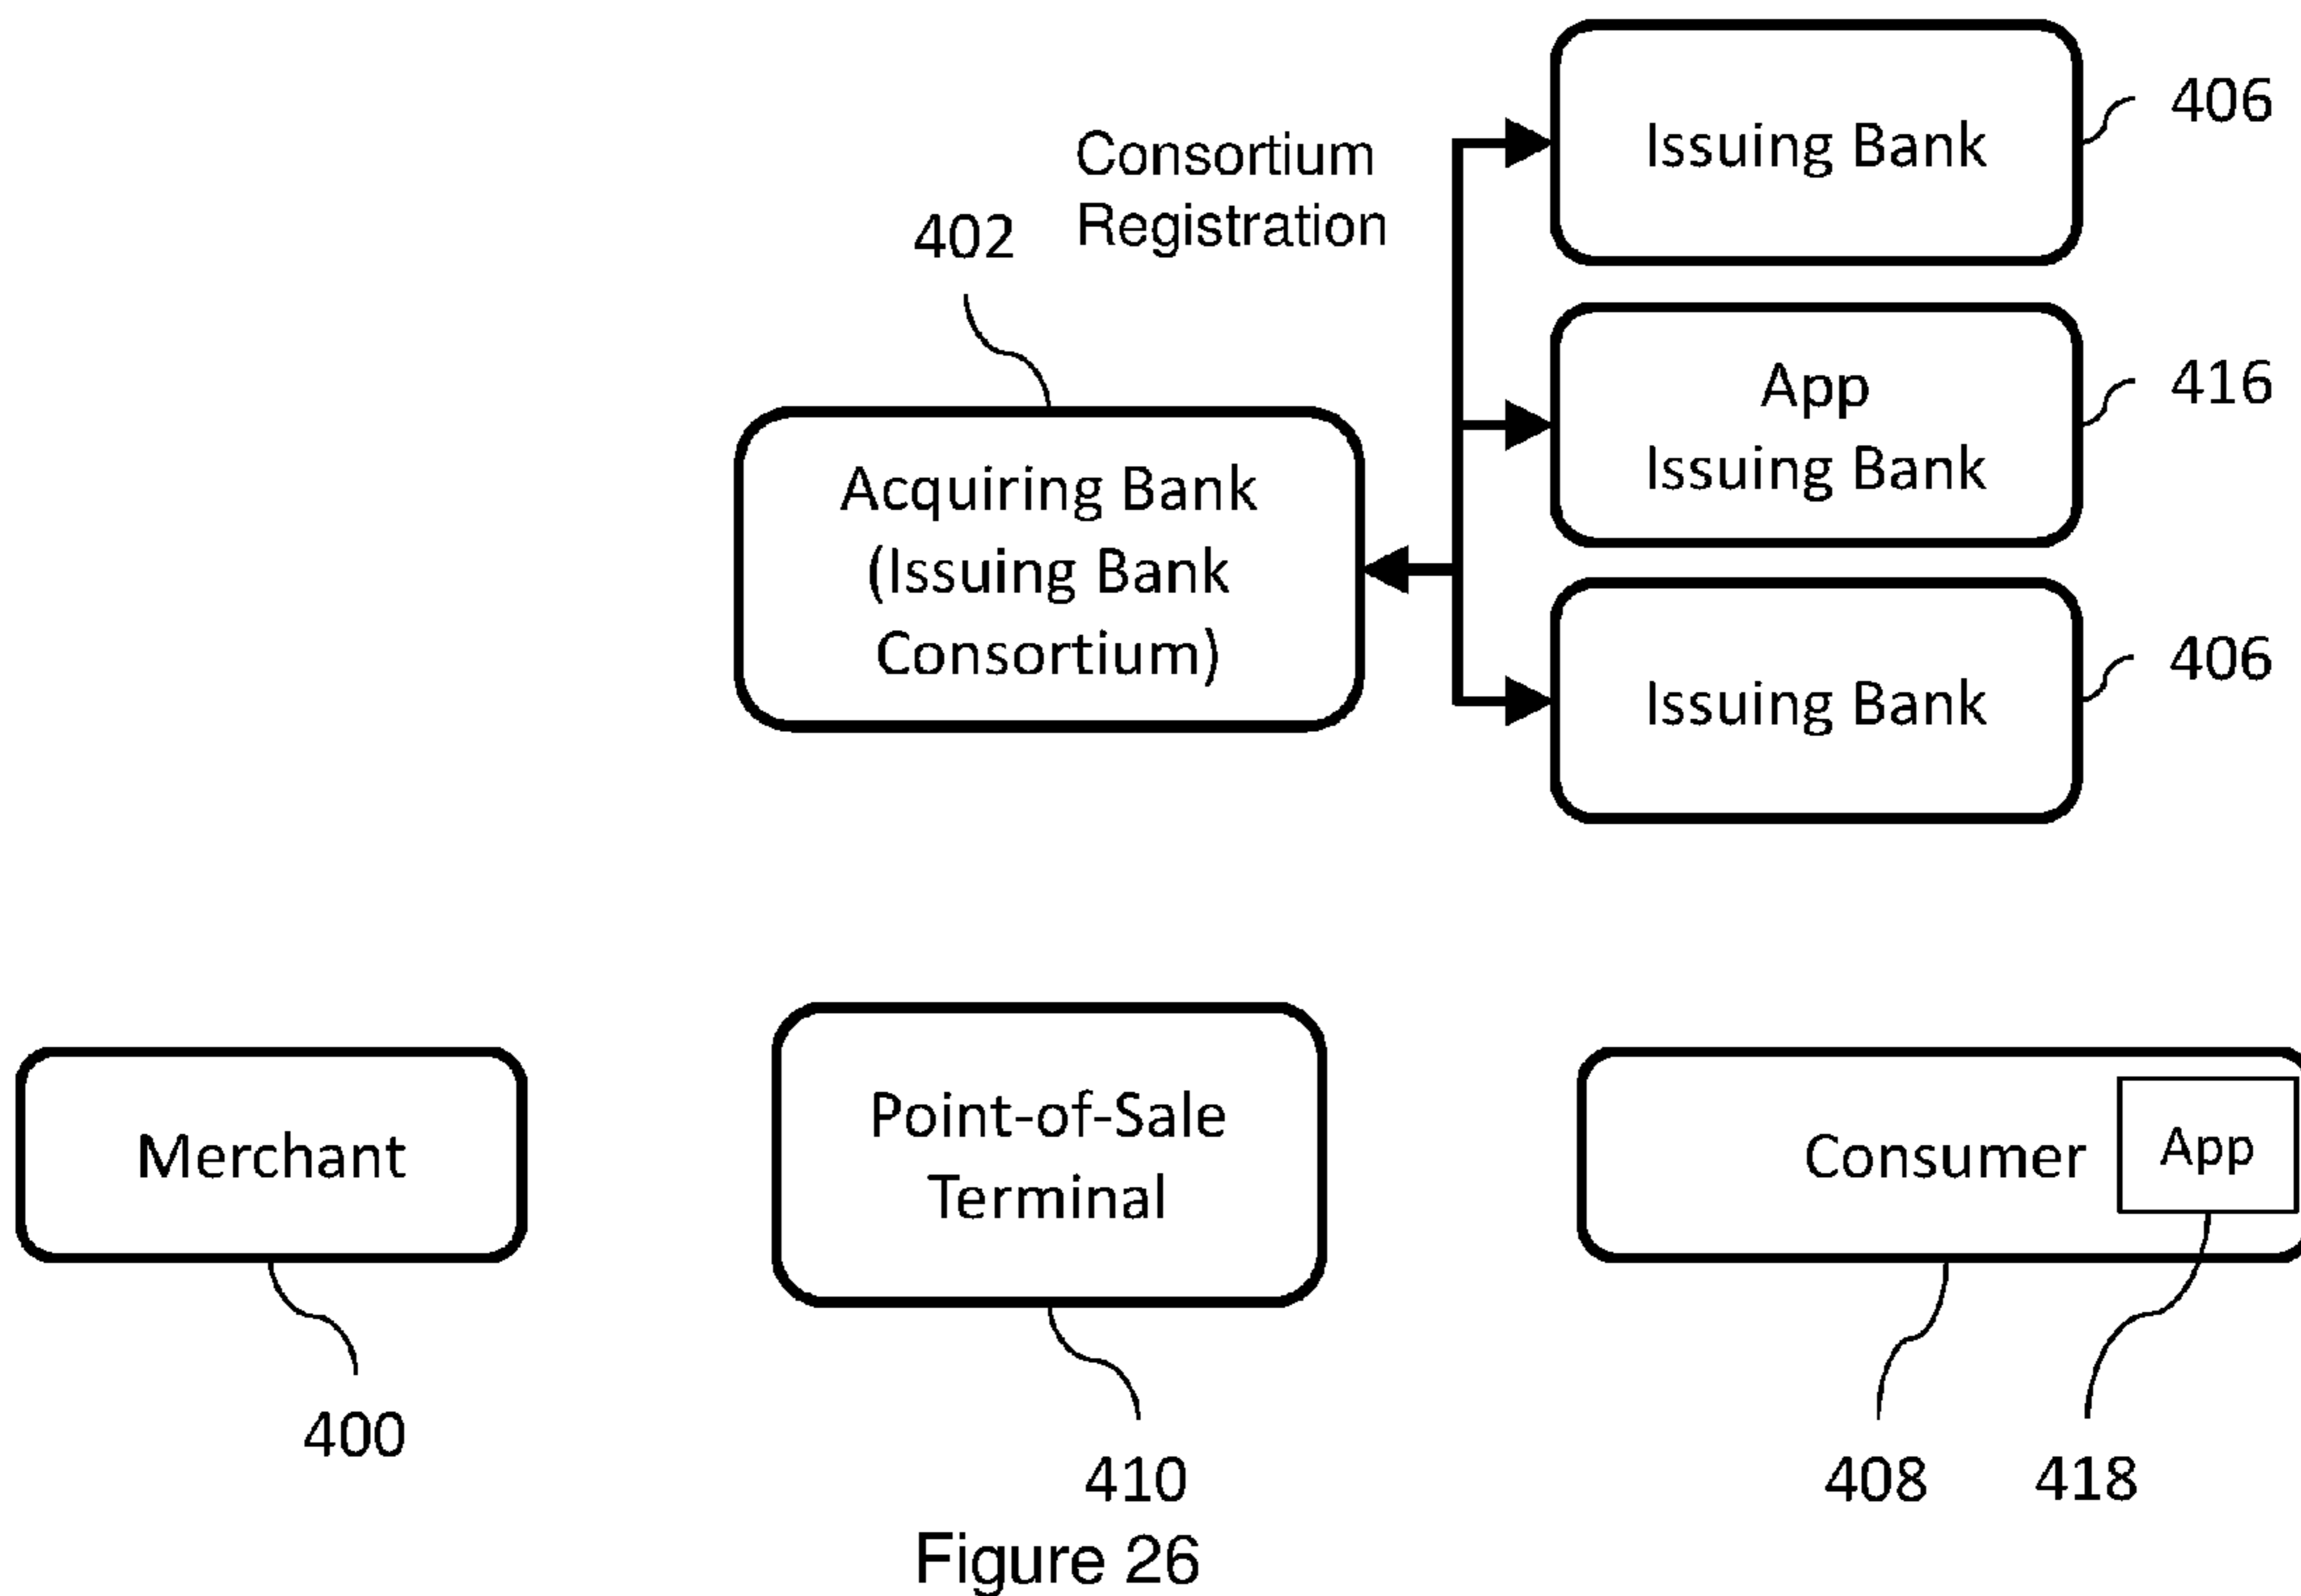 Consortium
Registration
402
Issuing Bank
406
App
Issuing Bank
416
Acquiring Bank
(Issuing Bank
Consortium)
Issuing Bank
406
Merchant
400
Point-of-Sale
Terminal
410
Consumer
App
408
418
Figure 26